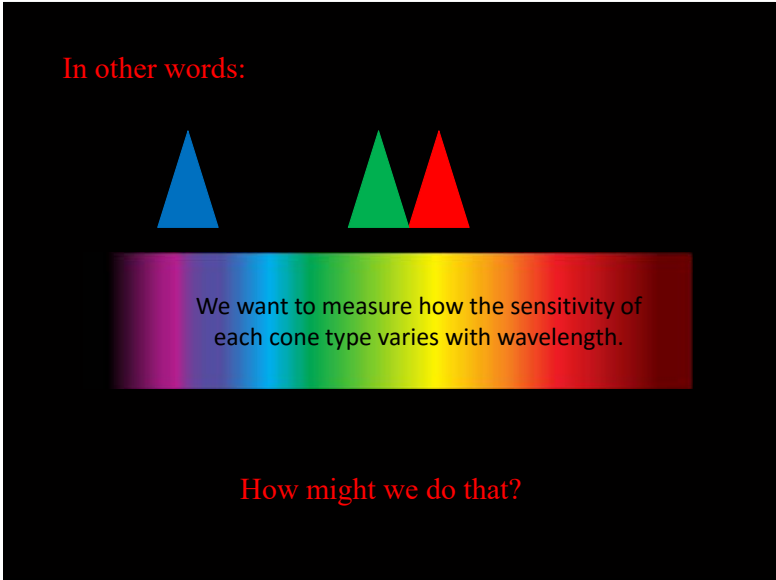 In other words:
We want to measure how the sensitivity of
each cone type varies with wavelength.
How might we do that?